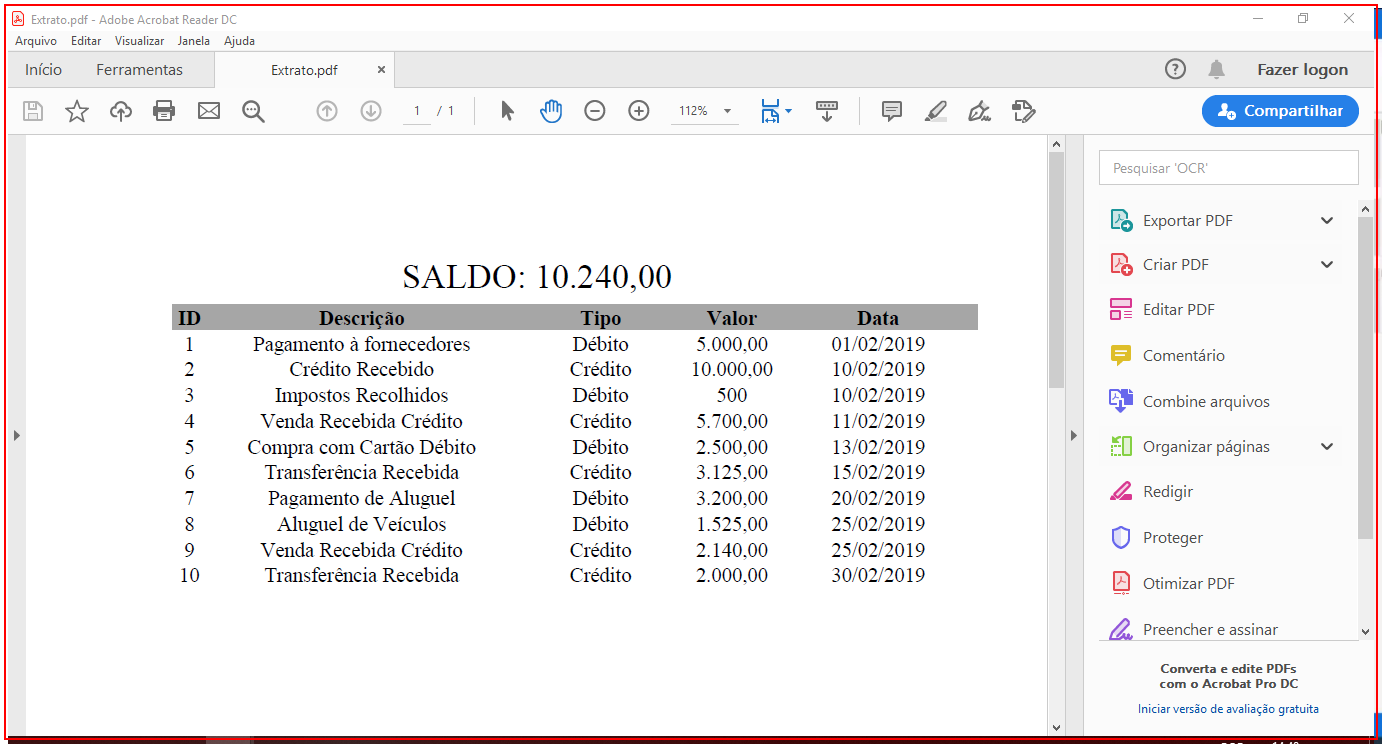 Extrato.pdf - Adobe Acrobat Reader DC
Arquivo Editar Visualizar Janela Ajuda
Início Ferramentas Extrato.pdf × ? Fazer logon
1 / 1 112% Compartilhar
Pesquisar 'OCR'
Exportar PDF
Criar PDF
Editar PDF
Comentário
Combine arquivos
Organizar páginas
Redigir
Proteger
Otimizar PDF
Preencher e assinar
Converta e edite PDFs
com o Acrobat Pro DC
Iniciar versão de avaliação gratuita
SALDO: 10.240,00
ID Descrição Tipo Valor Data
1 Pagamento à fornecedores Débito 5.000,00 01/02/2019
2 Crédito Recebido Crédito 10.000,00 10/02/2019
3 Impostos Recolhidos Débito 500 10/02/2019
4 Venda Recebida Crédito Crédito 5.700,00 11/02/2019
5 Compra com Cartão Débito Débito 2.500,00 13/02/2019
6 Transferência Recebida Crédito 3.125,00 15/02/2019
7 Pagamento de Aluguel Débito 3.200,00 20/02/2019
8 Aluguel de Veículos Débito 1.525,00 25/02/2019
9 Venda Recebida Crédito Crédito 2.140,00 25/02/2019
10 Transferência Recebida Crédito 2.000,00 30/02/2019